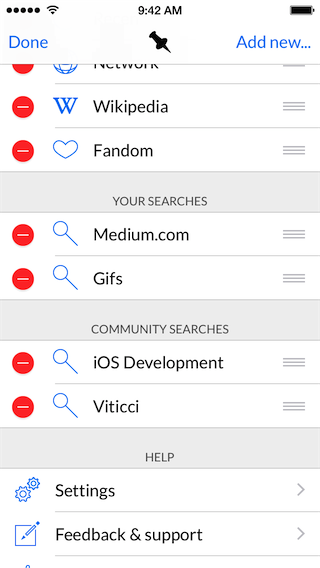 9:42 AM
Done
Add new...
Network
Wikipedia
Fandom
YOUR SEARCHES
Medium.com
Gifs
COMMUNITY SEARCHES
iOS Development
Viticci
HELP
Settings
Feedback & support